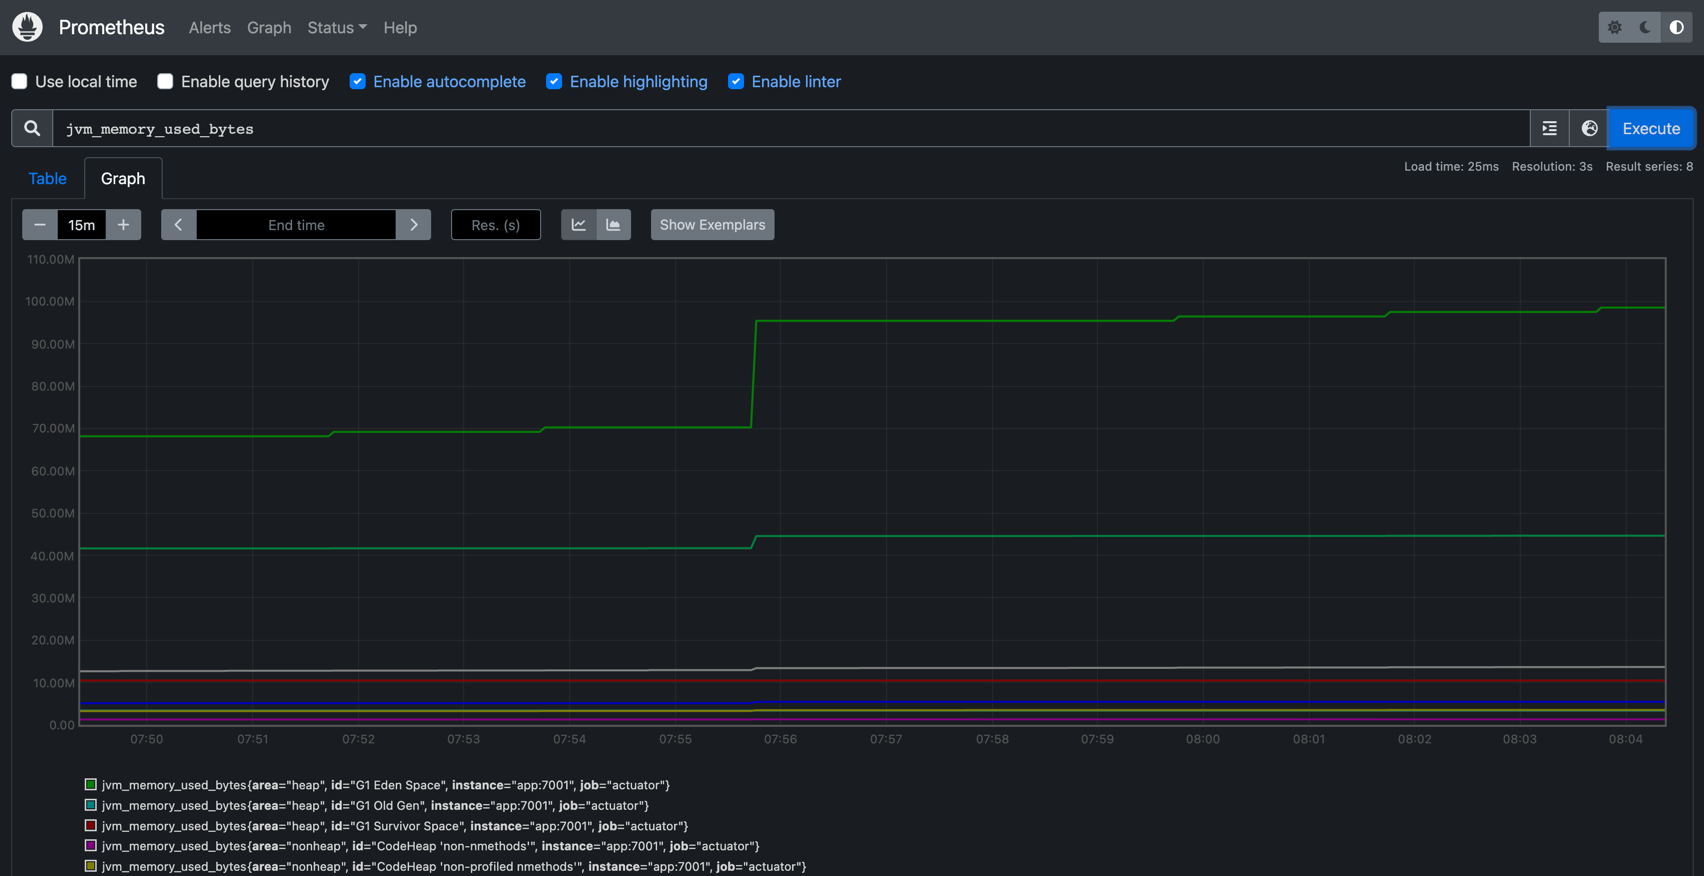 Prometheus Alerts Graph Status Help
Use local time Enable query history Enable autocomplete Enable highlighting Enable linter
jvm_memory_used_bytes Execute
Load time: 25ms Resolution: 3s Result series: 8
Table Graph
− 15m + End time Res. (s) Show Exemplars
110.00M
100.00M
90.00M
80.00M
70.00M
60.00M
50.00M
40.00M
30.00M
20.00M
10.00M
0.00
07:50 07:51 07:52 07:53 07:54 07:55 07:56 07:57 07:58 07:59 08:00 08:01 08:02 08:03 08:04
jvm_memory_used_bytes{area="heap", id="G1 Eden Space", instance="app:7001", job="actuator"}
jvm_memory_used_bytes{area="heap", id="G1 Old Gen", instance="app:7001", job="actuator"}
jvm_memory_used_bytes{area="heap", id="G1 Survivor Space", instance="app:7001", job="actuator"}
jvm_memory_used_bytes{area="nonheap", id="CodeHeap 'non-nmethods'", instance="app:7001", job="actuator"}
jvm_memory_used_bytes{area="nonheap", id="CodeHeap 'non-profiled nmethods'", instance="app:7001", job="actuator"}